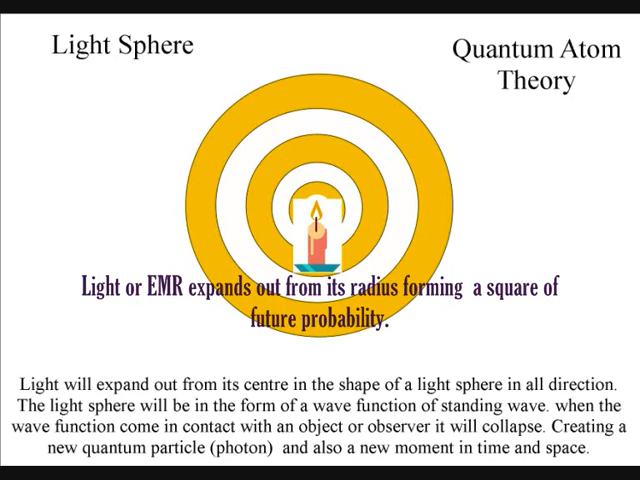 Light Sphere
Quantum Atom
Theory
Light or EMR expands out from its radius forming a square of
future probability.
Light will expand out from its centre in the shape of a light sphere in all direction.
The light sphere will be in the form of a wave function of standing wave. when the
wave function come in contact with an object or observer it will collapse. Creating a
new quantum particle (photon) and also a new moment in time and space.